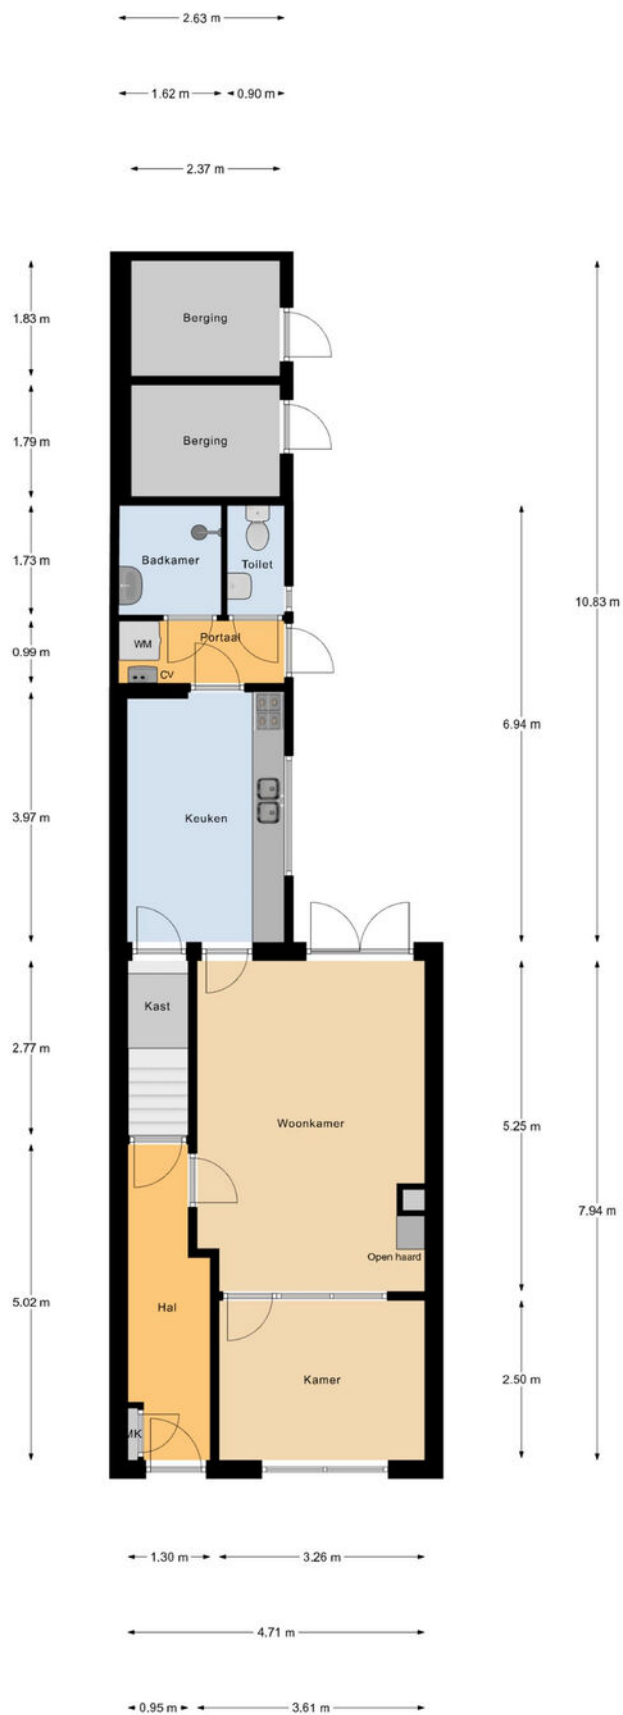 2.63 m
1.62 m
0.90 m
2.37 m
1.83 m
Berging
1.79 m
Berging
1.73 m
Badkamer
Toilet
10.83 m
0.99 m
WM
Portaal
CV
6.94 m
3.97 m
Keuken
2.77 m
Kast
Woonkamer
5.25 m
7.94 m
Open haard
5.02 m
Hal
Kamer
2.50 m
MK
1.30 m
3.26 m
4.71 m
0.95 m
3.61 m